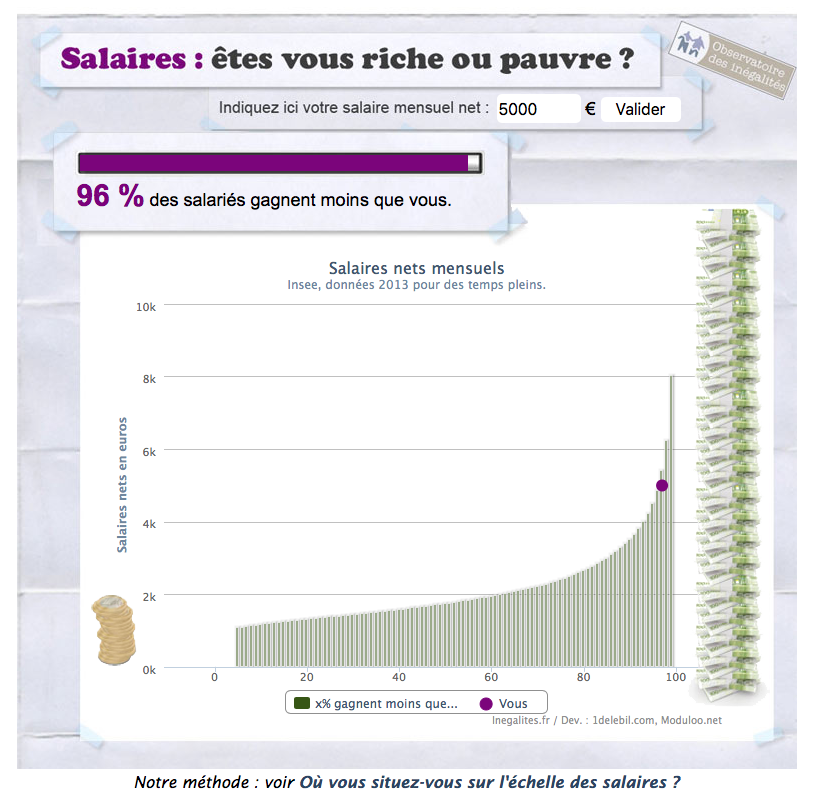 Salaires : êtes vous riche ou pauvre ?
Observatoire
des inégalités
Indiquez ici votre salaire mensuel net : 5000 € Valider
96 % des salariés gagnent moins que vous.
Salaires nets mensuels
Insee, données 2013 pour des temps pleins.
Salaires nets en euros
10k
8k
6k
4k
2k
0k
0 20 40 60 80 100
x% gagnent moins que... Vous
Inegalites.fr / Dev. : 1delebil.com, Moduloo.net
Notre méthode : voir Où vous situez-vous sur l'échelle des salaires ?